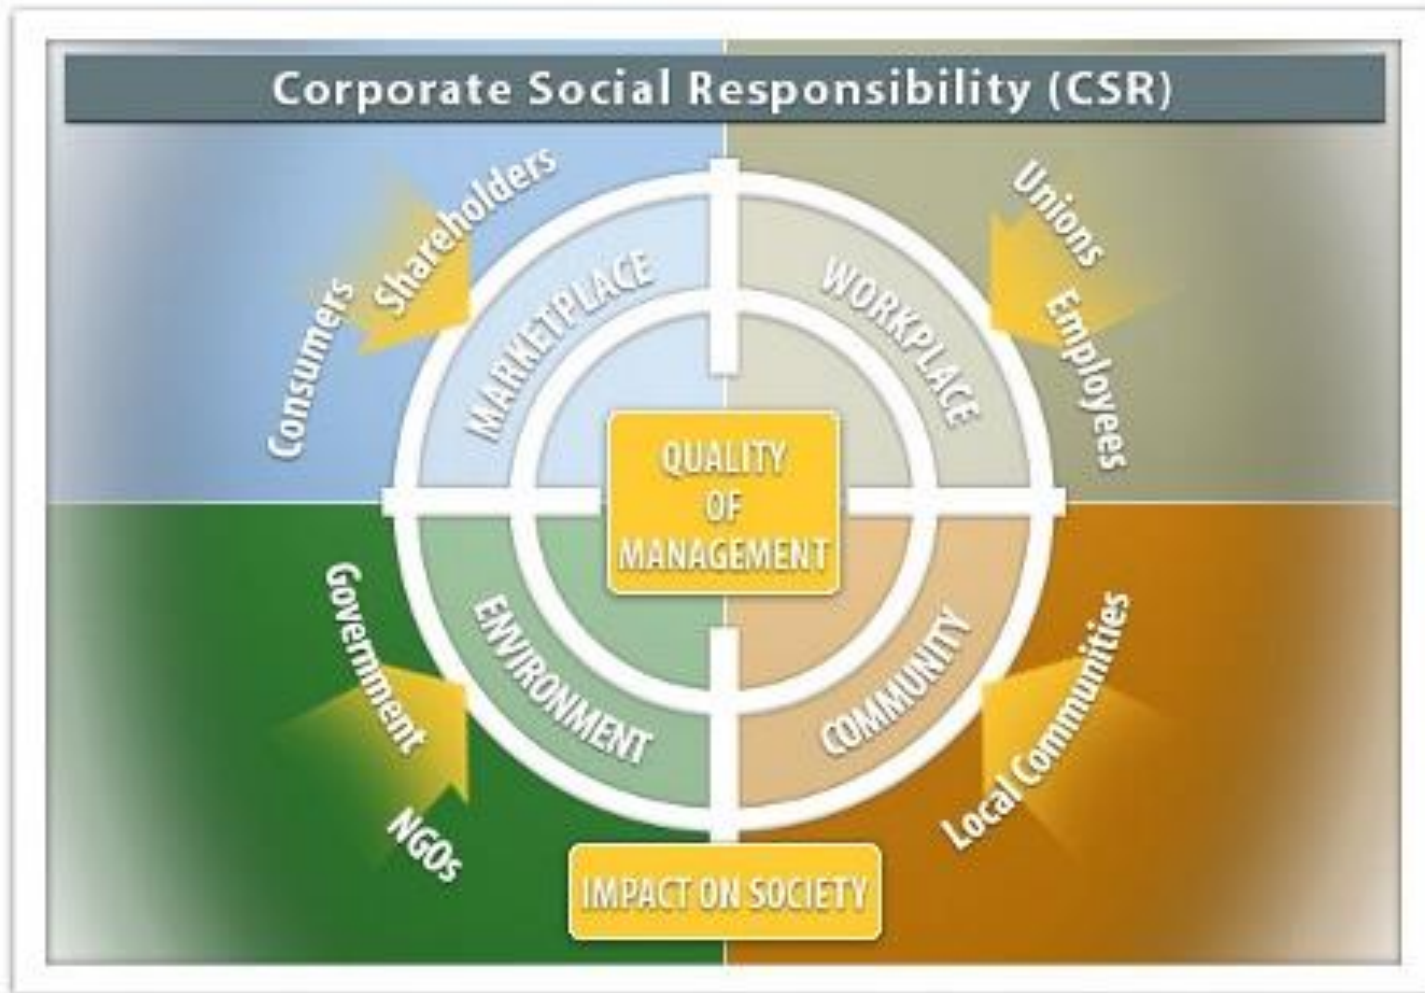 Corporate Social Responsibility (CSR)
Consumers
Shareholders
MARKETPLACE
WORKPLACE
Unions
Employees
QUALITY
OF
MANAGEMENT
Government
NGOs
ENVIRONMENT
COMMUNITY
Local Communities
IMPACT ON SOCIETY